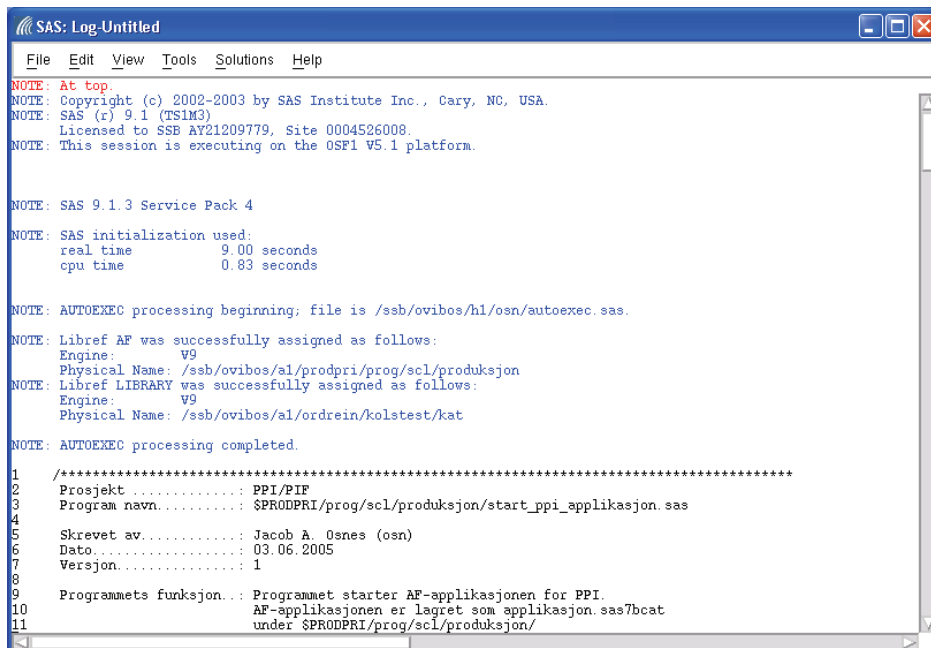 SAS: Log-Untitled
File Edit View Tools Solutions Help
NOTE: At top.
NOTE: Copyright (c) 2002-2003 by SAS Institute Inc., Cary, NC, USA.
NOTE: SAS (r) 9.1 (TS1M3)
Licensed to SSB AY21209779, Site 0004526008.
NOTE: This session is executing on the OSF1 V5.1 platform.
NOTE: SAS 9.1.3 Service Pack 4
NOTE: SAS initialization used:
real time 9.00 seconds
cpu time 0.83 seconds
NOTE: AUTOEXEC processing beginning; file is /ssb/ovibos/h1/osn/autoexec.sas.
NOTE: Libref AF was successfully assigned as follows:
Engine: V9
Physical Name: /ssb/ovibos/a1/prodpri/prog/scl/produksjon
NOTE: Libref LIBRARY was successfully assigned as follows:
Engine: V9
Physical Name: /ssb/ovibos/a1/ordrein/kolstest/kat
NOTE: AUTOEXEC processing completed.
1 /*******************************************************************************************
2 Prosjekt .............: PPI/PIF
3 Program navn..........: $PRODPRI/prog/scl/produksjon/start_ppi_applikasjon.sas
4
5 Skrevet av............: Jacob A. Osnes (osn)
6 Dato..................: 03.06.2005
7 Versjon...............: 1
8
9 Programmets funksjon..: Programmet starter AF-applikasjonen for PPI.
10 AF-applikasjonen er lagret som applikasjon.sas7bcat
11 under $PRODPRI/prog/scl/produksjon/